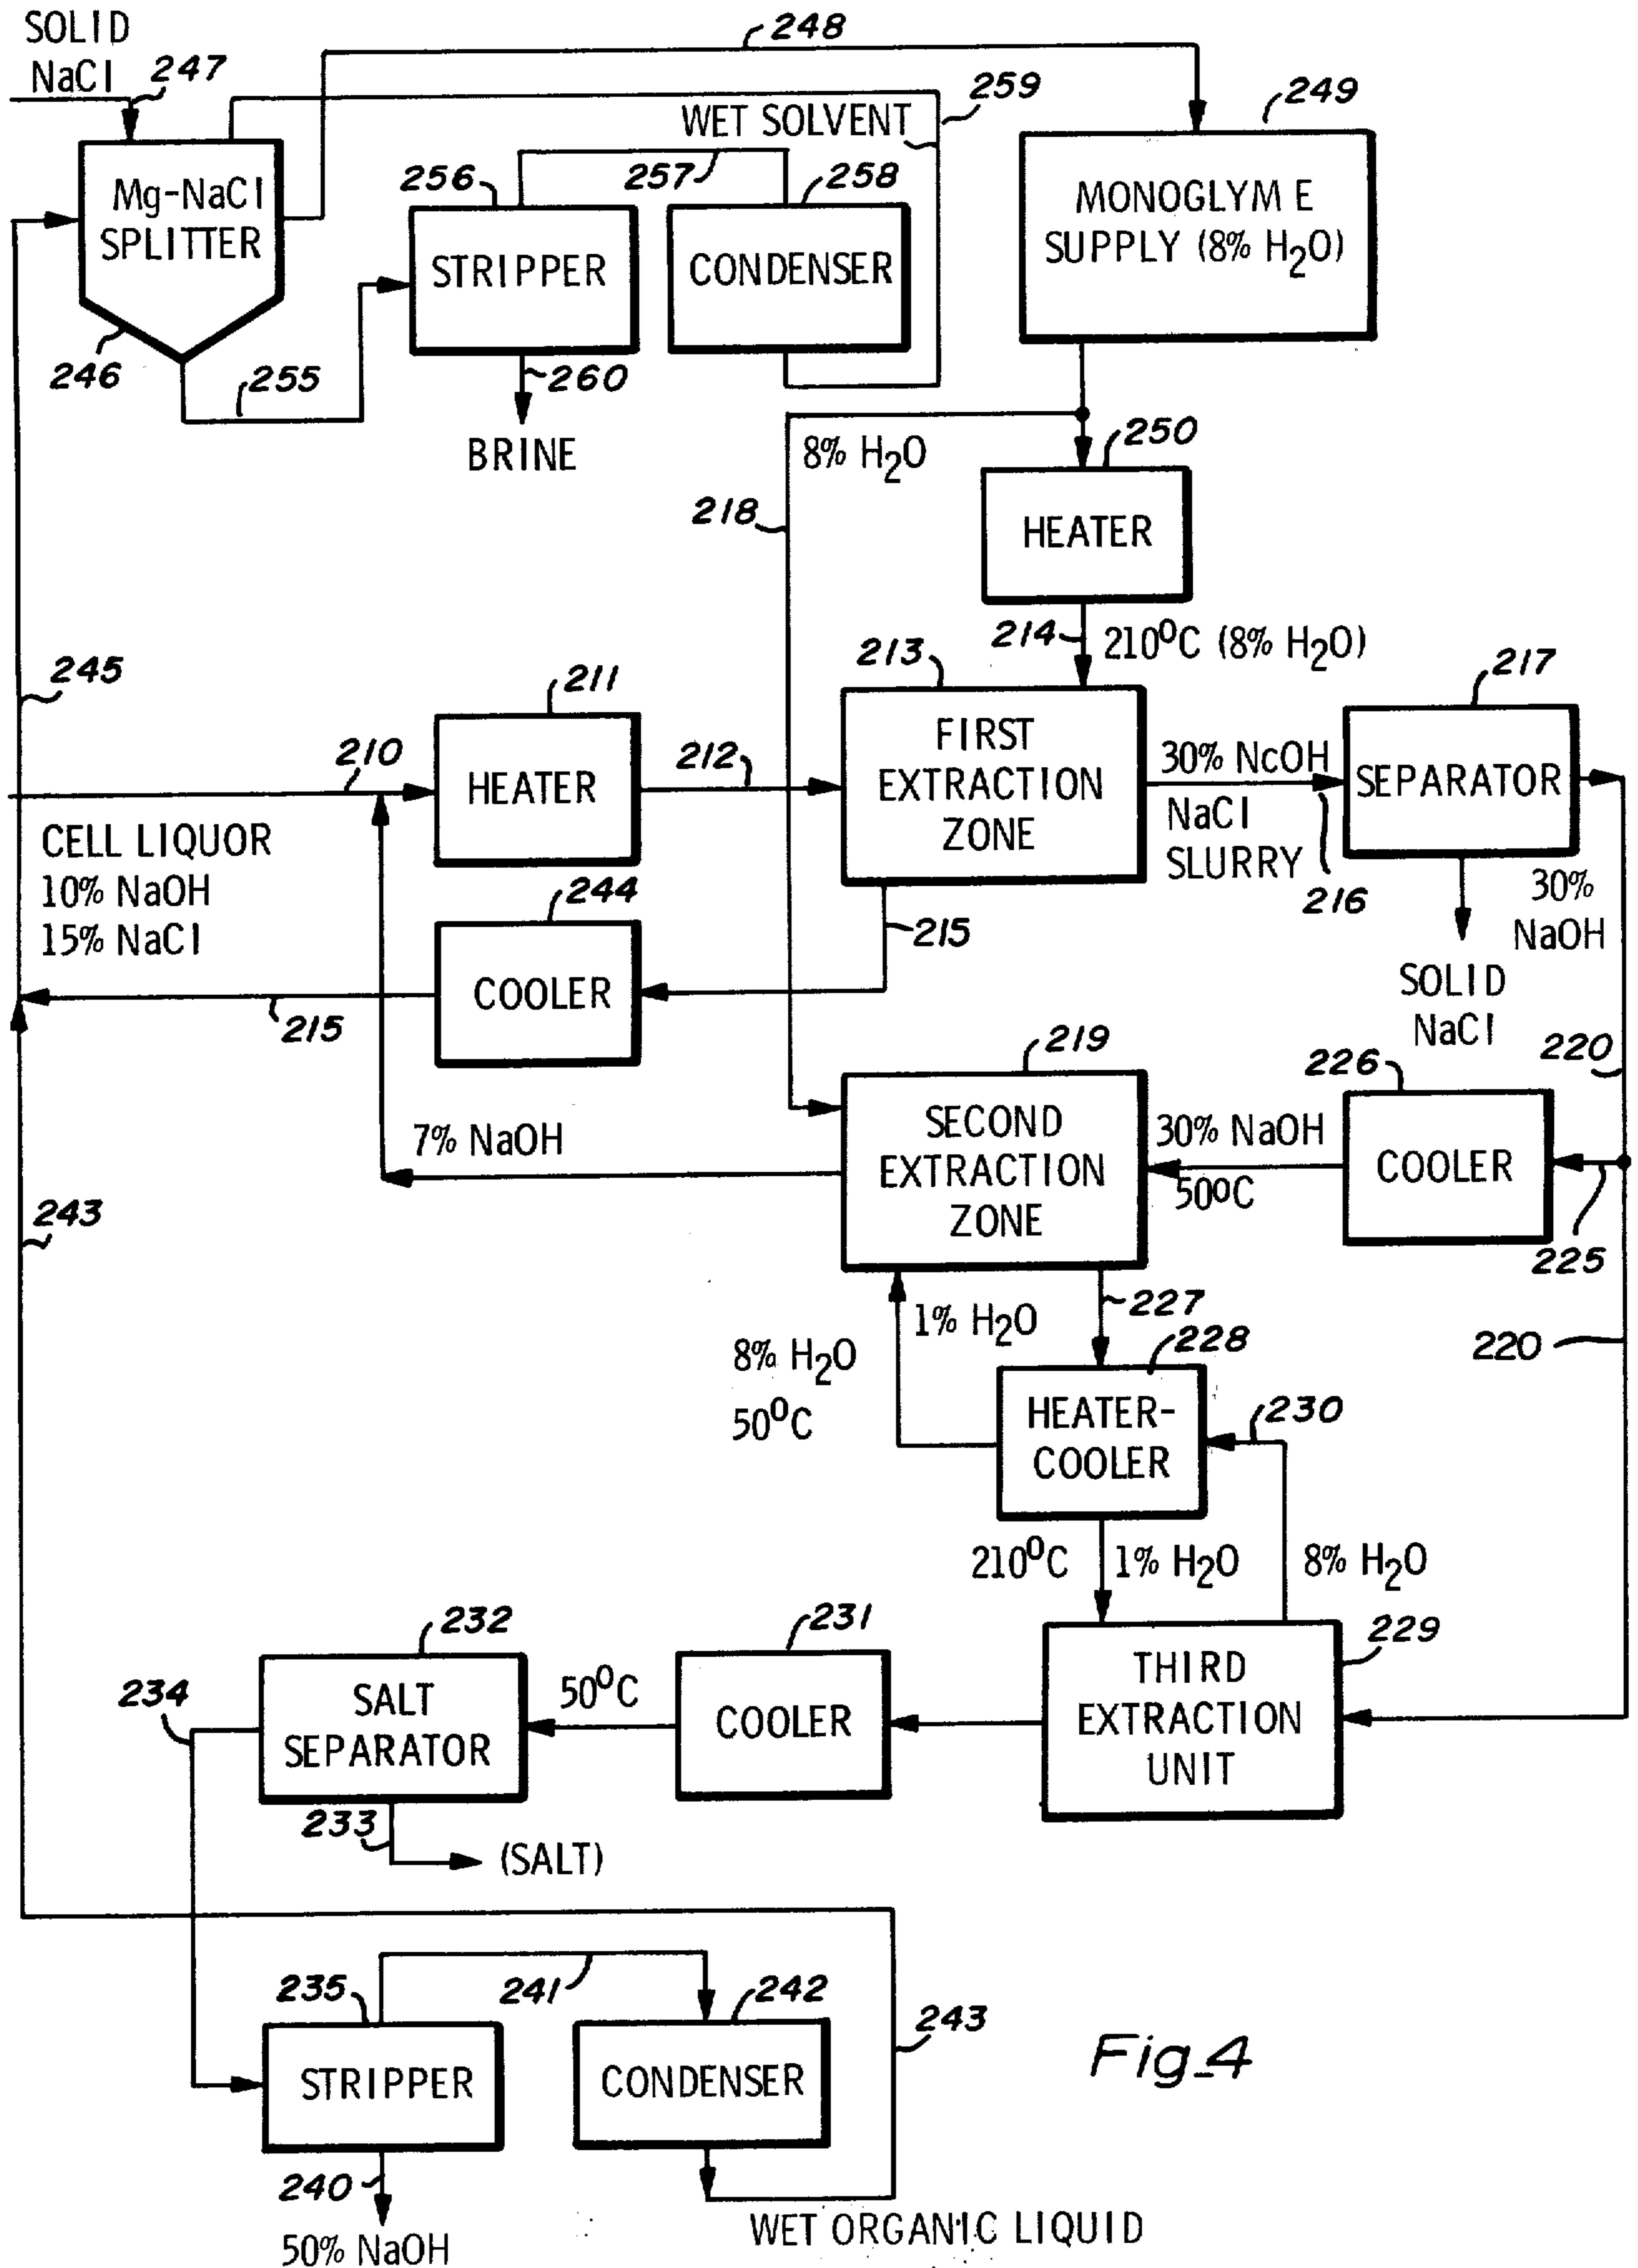 SOLID
NaCl
247
248
259
249
WET SOLVENT
Mg-NaCl
SPLITTER
256
257
258
STRIPPER
CONDENSER
MONOGLYME
SUPPLY (8% H2O)
246
255
260
BRINE
8% H2O
250
218
HEATER
214
210°C (8% H2O)
245
211
213
217
210
HEATER
212
FIRST
EXTRACTION
ZONE
30% NcOH
NaCl
SLURRY
216
SEPARATOR
CELL LIQUOR
10% NaOH
15% NaCl
244
215
30%
NaOH
COOLER
215
SOLID
NaCl
220
219
226
7% NaOH
SECOND
EXTRACTION
ZONE
30% NaOH
50°C
COOLER
225
243
227
1% H2O
8% H2O
50°C
228
220
HEATER-
COOLER
230
210°C
1% H2O
8% H2O
232
231
229
234
SALT
SEPARATOR
50°C
COOLER
THIRD
EXTRACTION
UNIT
233
(SALT)
235
241
242
243
STRIPPER
CONDENSER
Fig_4
240
50% NaOH
WET ORGANIC LIQUID